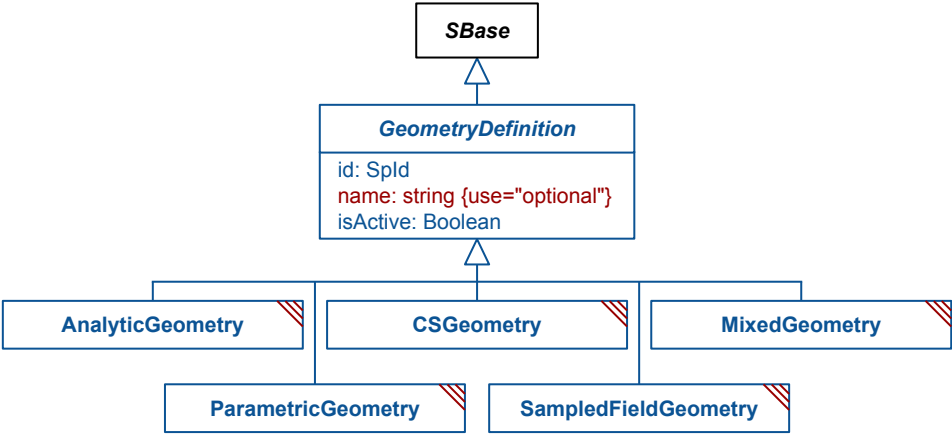 SBase
GeometryDefinition
id: SpId
name: string {use="optional"}
isActive: Boolean
AnalyticGeometry
CSGeometry
MixedGeometry
ParametricGeometry
SampledFieldGeometry